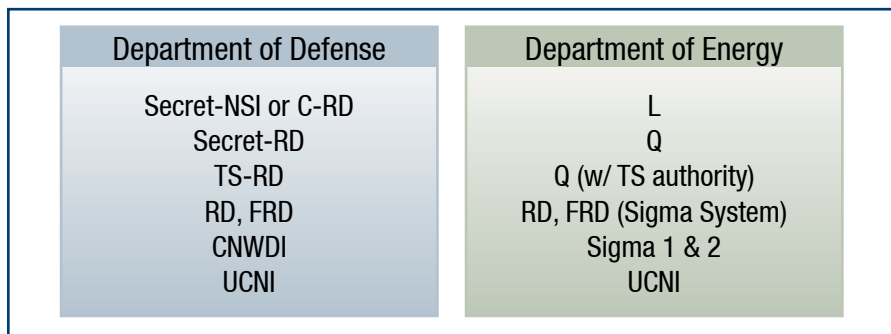 Department of Defense
Secret-NSI or C-RD
Secret-RD
TS-RD
RD, FRD
CNWDI
UCNI
Department of Energy
L
Q
Q (w/ TS authority)
RD, FRD (Sigma System)
Sigma 1 & 2
UCNI